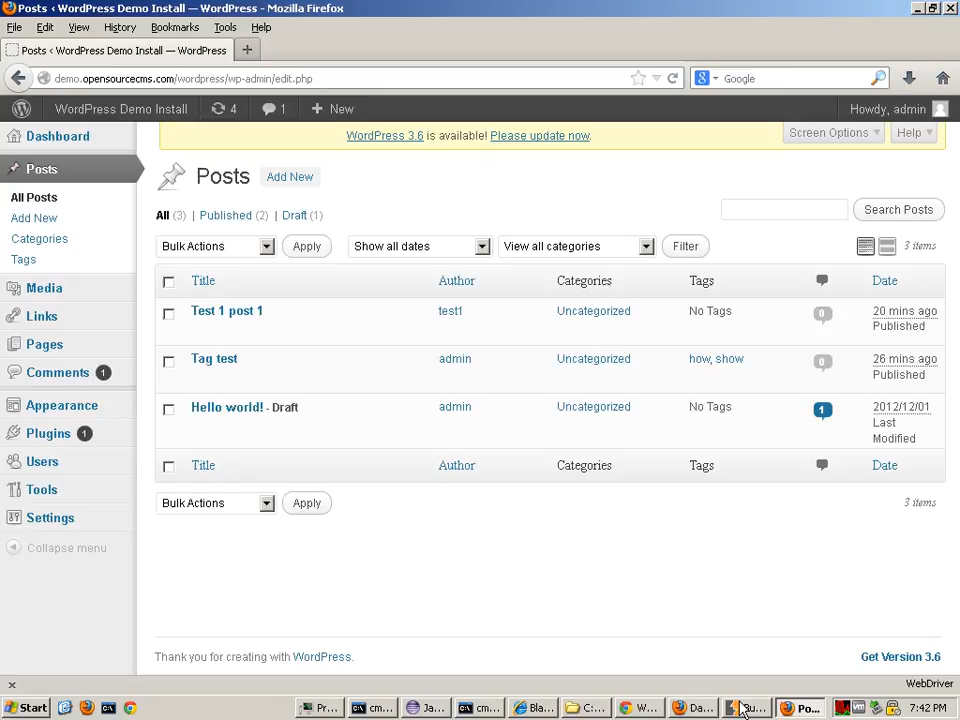 Posts ‹ WordPress Demo Install — WordPress - Mozilla Firefox
File Edit View History Bookmarks Tools Help
Posts ‹ WordPress Demo Install — WordPress
demo.opensourcecms.com/wordpress/wp-admin/edit.php
Google
WordPress Demo Install 4 1 + New Howdy, admin
Dashboard
Posts
All Posts
Add New
Categories
Tags
Media
Links
Pages
Comments 1
Appearance
Plugins 1
Users
Tools
Settings
Collapse menu
WordPress 3.6 is available! Please update now.
Screen Options Help
Posts Add New
All (3) | Published (2) | Draft (1)
Search Posts
Bulk Actions Apply Show all dates View all categories Filter 3 items
Title Author Categories Tags Date
Test 1 post 1 test1 Uncategorized No Tags 0 20 mins ago
Published
Tag test admin Uncategorized how, show 0 26 mins ago
Published
Hello world! - Draft admin Uncategorized No Tags 1 2012/12/01
Last
Modified
Title Author Categories Tags Date
Bulk Actions Apply 3 items
Thank you for creating with WordPress. Get Version 3.6
WebDriver
Start Pr... cm... Ja... cm... Bla... C:... W... Da... Po... 7:42 PM